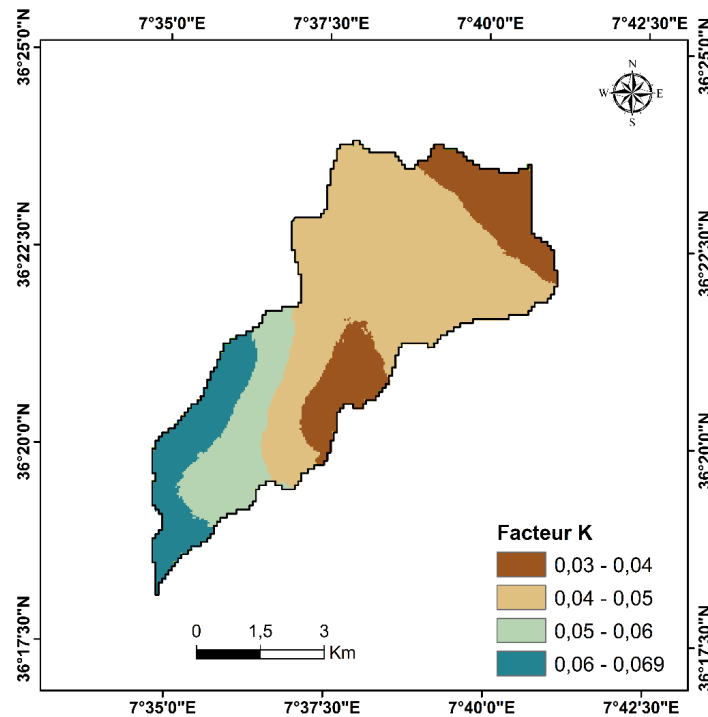 7°35'0"E 7°37'30"E 7°40'0"E 7°42'30"E
36°25'0"N 36°25'0"N
N
W E
S
36°22'30"N 36°22'30"N
36°20'0"N 36°20'0"N
Facteur K
0,03 - 0,04
0,04 - 0,05
0,05 - 0,06
0,06 - 0,069
0 1,5 3
Km
36°17'30"N 36°17'30"N
7°35'0"E 7°37'30"E 7°40'0"E 7°42'30"E